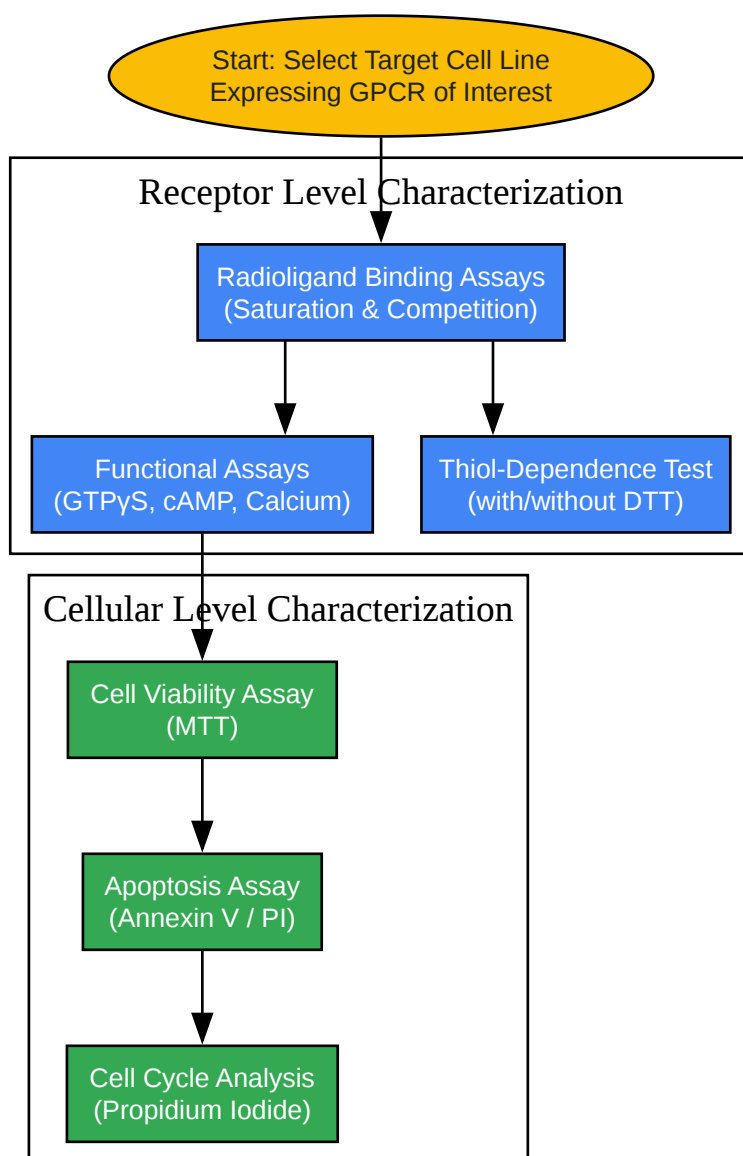 Start: Select Target Cell Line
Expressing GPCR of Interest
Receptor Level Characterization
Radioligand Binding Assays
(Saturation & Competition)
Functional Assays
(GTPγS, cAMP, Calcium)
Thiol-Dependence Test
(with/without DTT)
Cellular Level Characterization
Cell Viability Assay
(MTT)
Apoptosis Assay
(Annexin V / PI)
Cell Cycle Analysis
(Propidium Iodide)